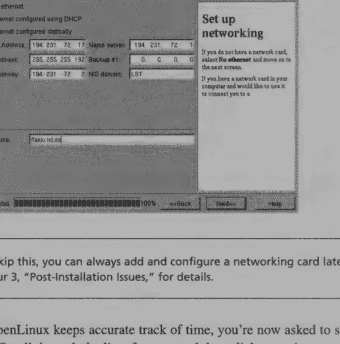 ethernet
ernet configured using DHCP
ernet configured statically
Address: 194 231 72 17 Name server: 194 231 72 1
255 255 255 192 Backup #1: 0 0 0 0
194 231 72 2 NIS domain: LST
100% <<Back Next>> Help
Set up
networking
If you do not have a network card,
select No ethernet and move on to
the next screen.
If you have a network card in your
computer and would like to use it
to connect you to a
kip this, you can always add and configure a networking card late
ur 3, "Post-Installation Issues," for details.
penLinux keeps accurate track of time, you're now asked to s